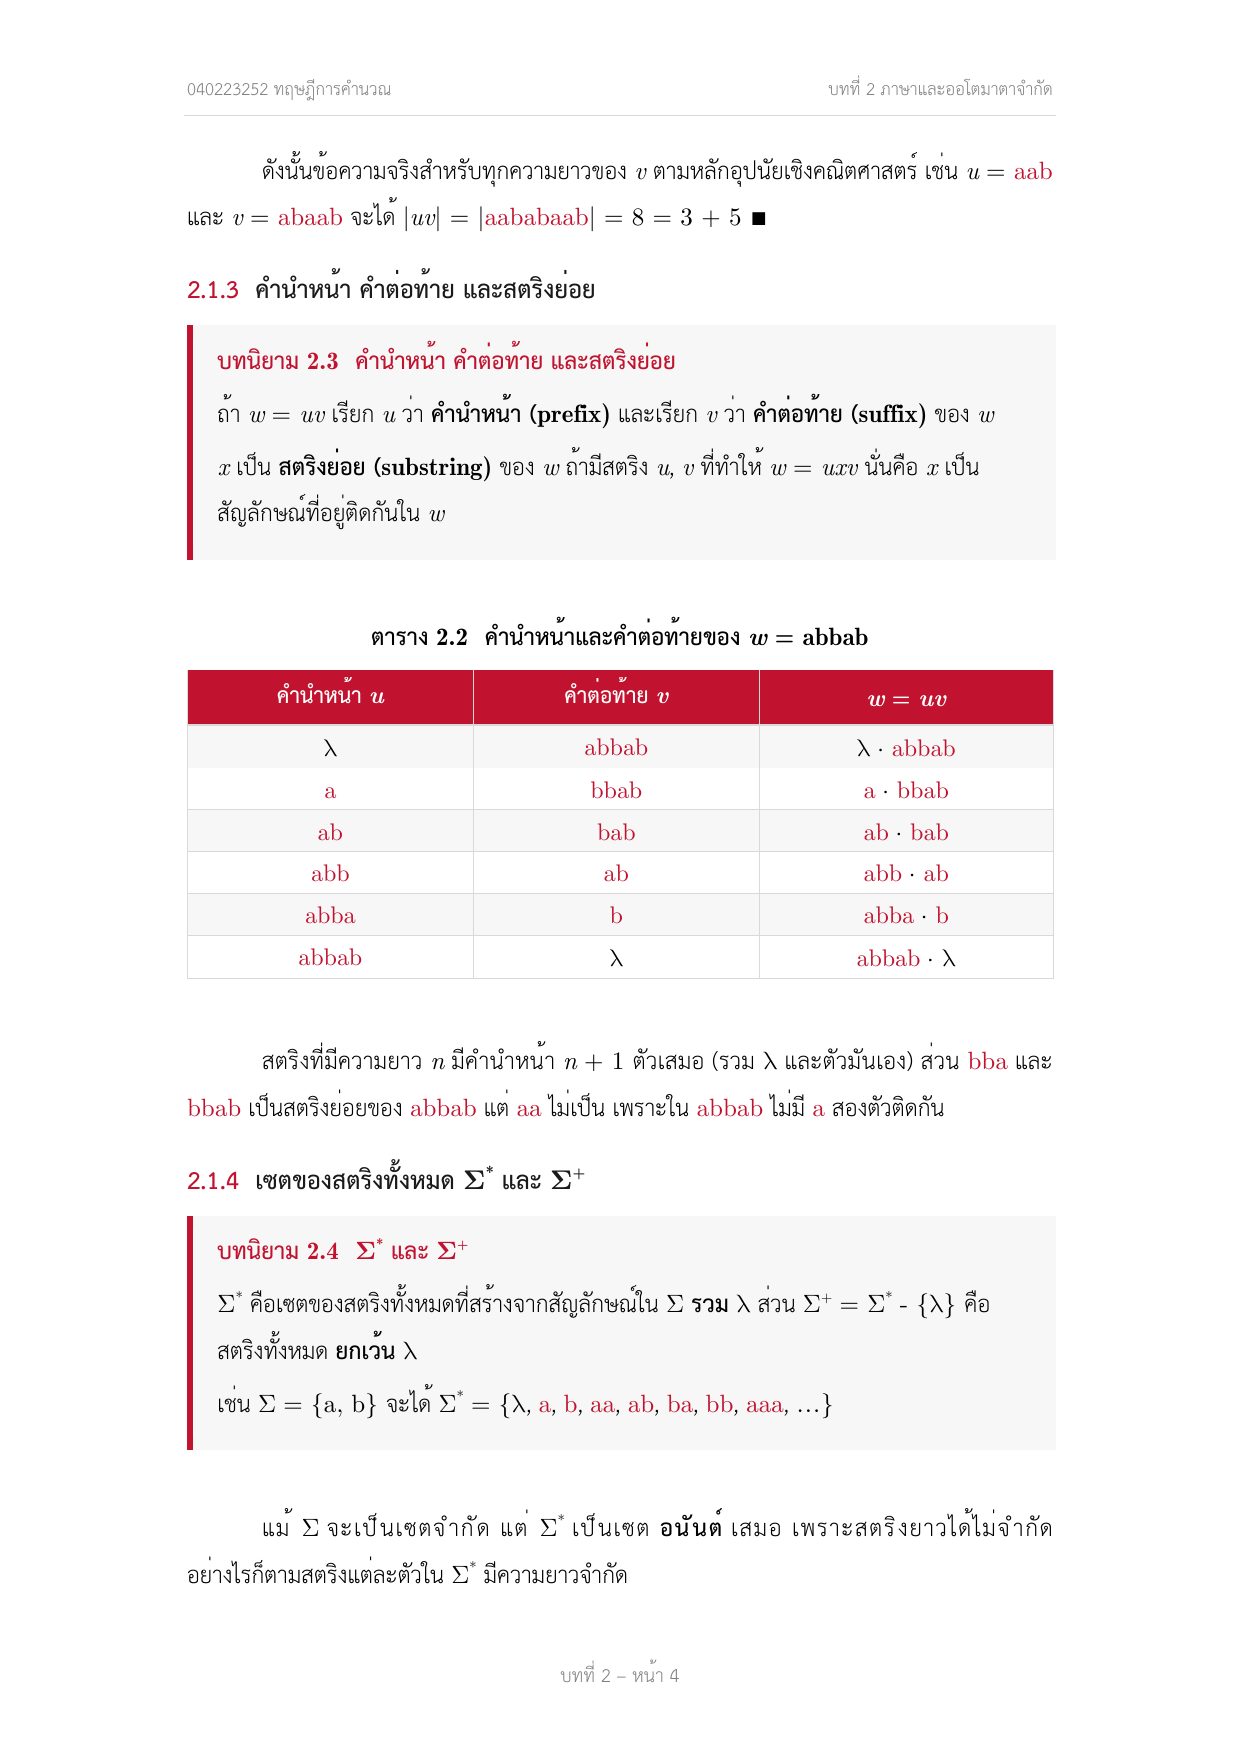 040223252 ทฤษฎีการคำนวณ
บทที่ 2 ภาษาและออโตมาตาจำกัด
ดังนั้นข้อความจริงสำหรับทุกความยาวของ v ตามหลักอุปนัยเชิงคณิตศาสตร์ เช่น u = aab
และ v = abaab จะได้ |uv| = |aababaab| = 8 = 3 + 5 ■
2.1.3 คำนำหน้า คำต่อท้าย และสตริงย่อย
บทนิยาม 2.3 คำนำหน้า คำต่อท้าย และสตริงย่อย
ถ้า w = uv เรียก u ว่า คำนำหน้า (prefix) และเรียก v ว่า คำต่อท้าย (suffix) ของ w
x เป็น สตริงย่อย (substring) ของ w ถ้ามีสตริง u, v ที่ทำให้ w = uxv นั่นคือ x เป็น
สัญลักษณ์ที่อยู่ติดกันใน w
ตาราง 2.2 คำนำหน้าและคำต่อท้ายของ w = abbab
คำนำหน้า u คำต่อท้าย v w = uv
λ abbab λ · abbab
a bbab a · bbab
ab bab ab · bab
abb ab abb · ab
abba b abba · b
abbab λ abbab · λ
สตริงที่มีความยาว n มีคำนำหน้า n + 1 ตัวเสมอ (รวม λ และตัวมันเอง) ส่วน bba และ
bbab เป็นสตริงย่อยของ abbab แต่ aa ไม่เป็น เพราะใน abbab ไม่มี a สองตัวติดกัน
2.1.4 เซตของสตริงทั้งหมด Σ* และ Σ⁺
บทนิยาม 2.4 Σ* และ Σ⁺
Σ* คือเซตของสตริงทั้งหมดที่สร้างจากสัญลักษณ์ใน Σ รวม λ ส่วน Σ⁺ = Σ* - {λ} คือ
สตริงทั้งหมด ยกเว้น λ
เช่น Σ = {a, b} จะได้ Σ* = {λ, a, b, aa, ab, ba, bb, aaa, ...}
แม้ Σ จะเป็นเซตจำกัด แต่ Σ* เป็นเซต อนันต์ เสมอ เพราะสตริงยาวได้ไม่จำกัด
อย่างไรก็ตามสตริงแต่ละตัวใน Σ* มีความยาวจำกัด
บทที่ 2 – หน้า 4